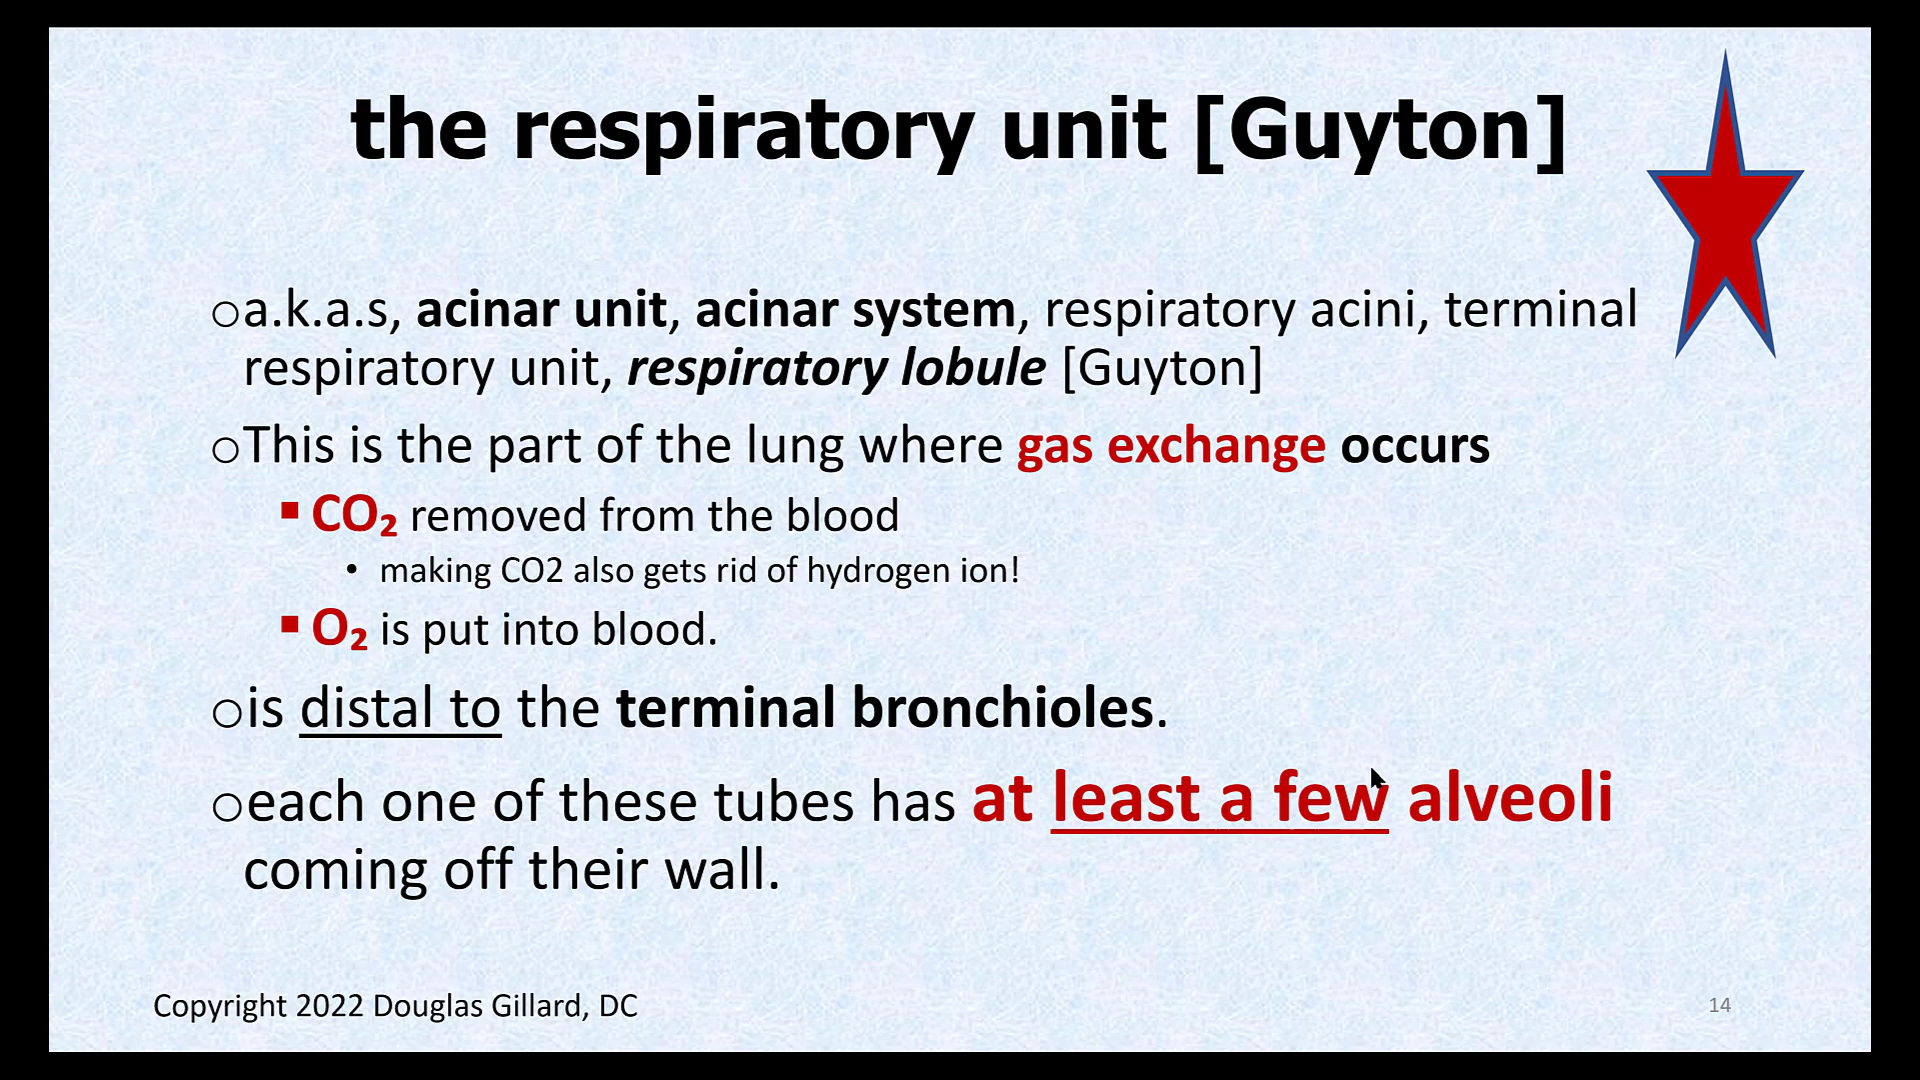 the respiratory unit [Guyton]
○a.k.a.s, acinar unit, acinar system, respiratory acini, terminal
respiratory unit, respiratory lobule [Guyton]
○This is the part of the lung where gas exchange occurs
▪ CO₂ removed from the blood
• making CO2 also gets rid of hydrogen ion!
▪ O₂ is put into blood.
○is distal to the terminal bronchioles.
○each one of these tubes has at least a few alveoli
coming off their wall.
Copyright 2022 Douglas Gillard, DC
14